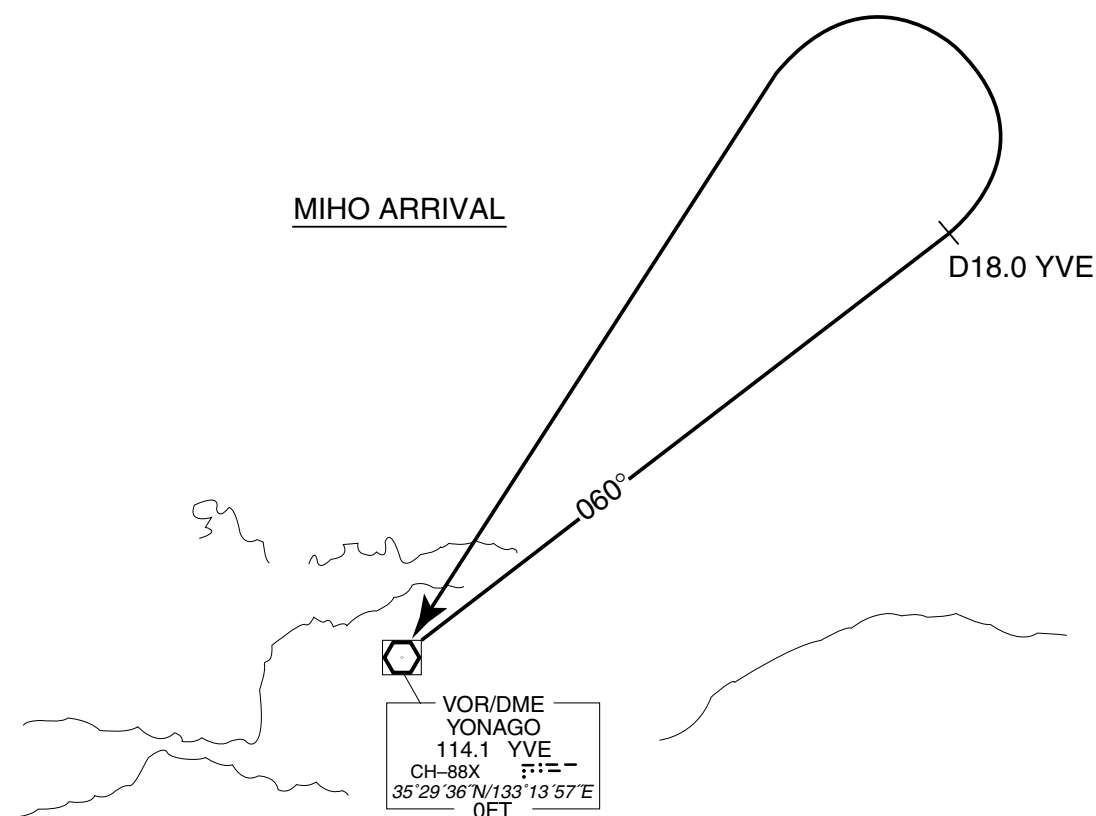 MIHO ARRIVAL
D18.0 YVE
060°
VOR/DME
YONAGO
114.1 YVE
CH–88X
35°29´36˝N/133°13´57˝E
0FT